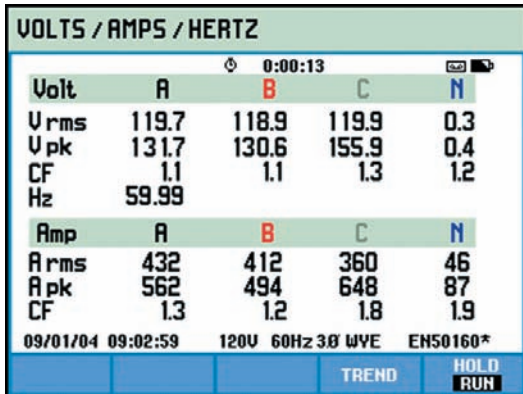 VOLTS / AMPS / HERTZ
0:00:13
Volt A B C N
V rms 119.7 118.9 119.9 0.3
V pk 131.7 130.6 155.9 0.4
CF 1.1 1.1 1.3 1.2
Hz 59.99
Amp A B C N
A rms 432 412 360 46
A pk 562 494 648 87
CF 1.3 1.2 1.8 1.9
09/01/04 09:02:59 120V 60Hz 3Ø WYE EN50160*
TREND HOLD
RUN